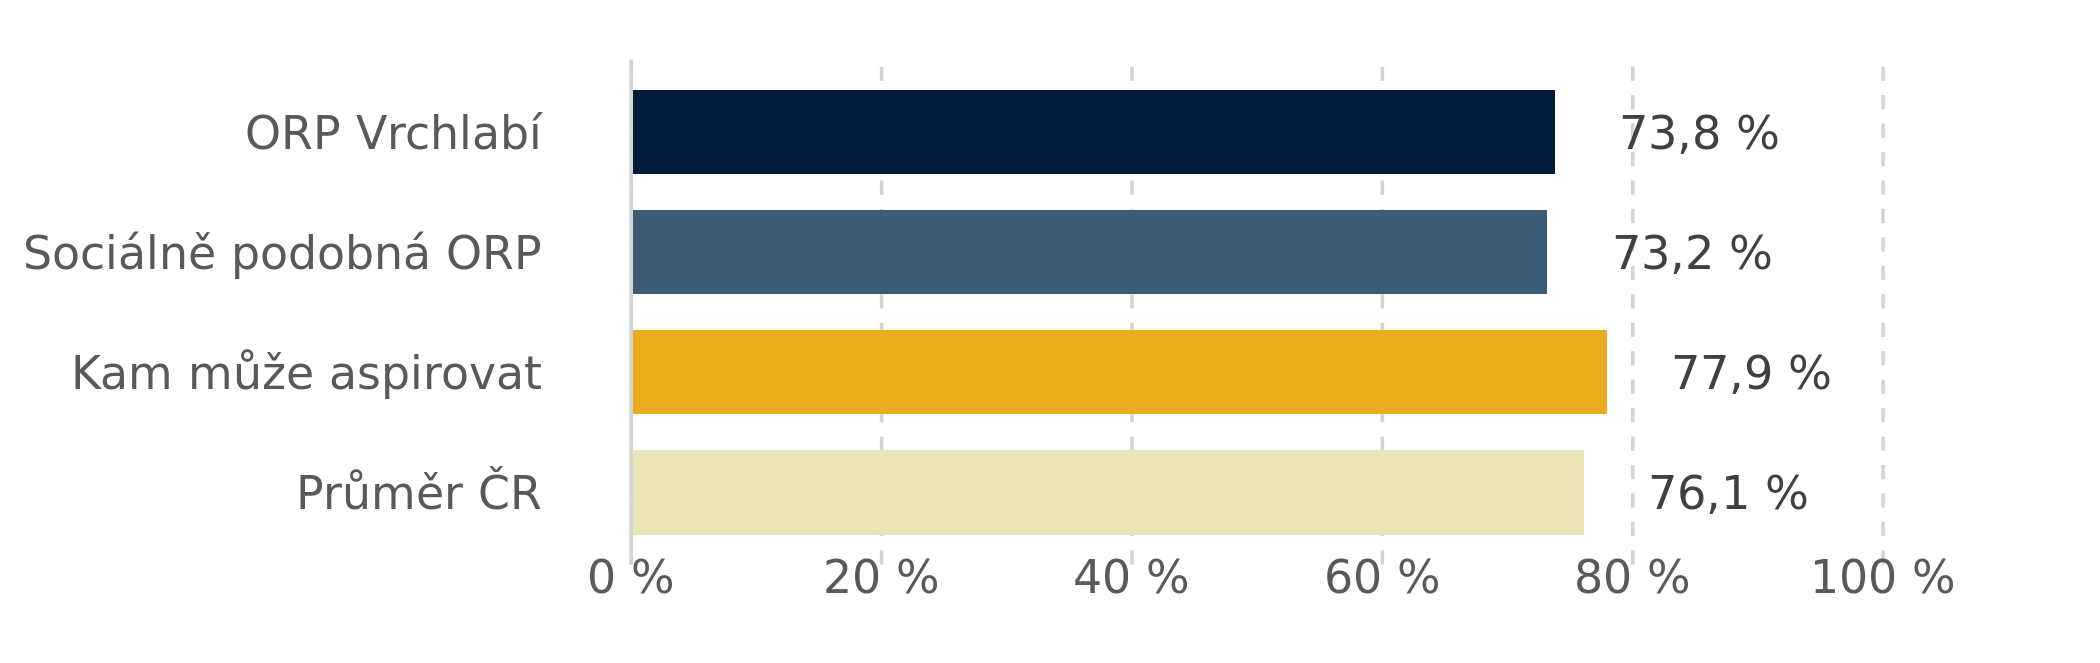 ORP Vrchlabí 73,8 %
Sociálně podobná ORP 73,2 %
Kam může aspirovat 77,9 %
Průměr ČR 76,1 %
0 % 20 % 40 % 60 % 80 % 100 %